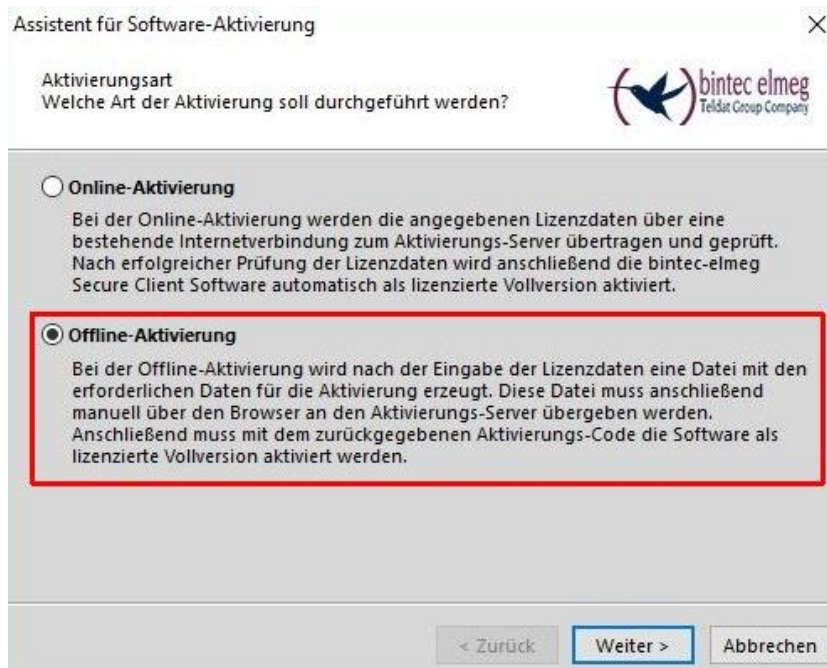 Assistent für Software-Aktivierung
Aktivierungsart
Welche Art der Aktivierung soll durchgeführt werden?
bintec elmeg
Teldat Group Company
Online-Aktivierung
Bei der Online-Aktivierung werden die angegebenen Lizenzdaten über eine
bestehende Internetverbindung zum Aktivierungs-Server übertragen und geprüft.
Nach erfolgreicher Prüfung der Lizenzdaten wird anschließend die bintec-elmeg
Secure Client Software automatisch als lizenzierte Vollversion aktiviert.
Offline-Aktivierung
Bei der Offline-Aktivierung wird nach der Eingabe der Lizenzdaten eine Datei mit den
erforderlichen Daten für die Aktivierung erzeugt. Diese Datei muss anschließend
manuell über den Browser an den Aktivierungs-Server übergeben werden.
Anschließend muss mit dem zurückgegebenen Aktivierungs-Code die Software als
lizenzierte Vollversion aktiviert werden.
< Zurück Weiter > Abbrechen